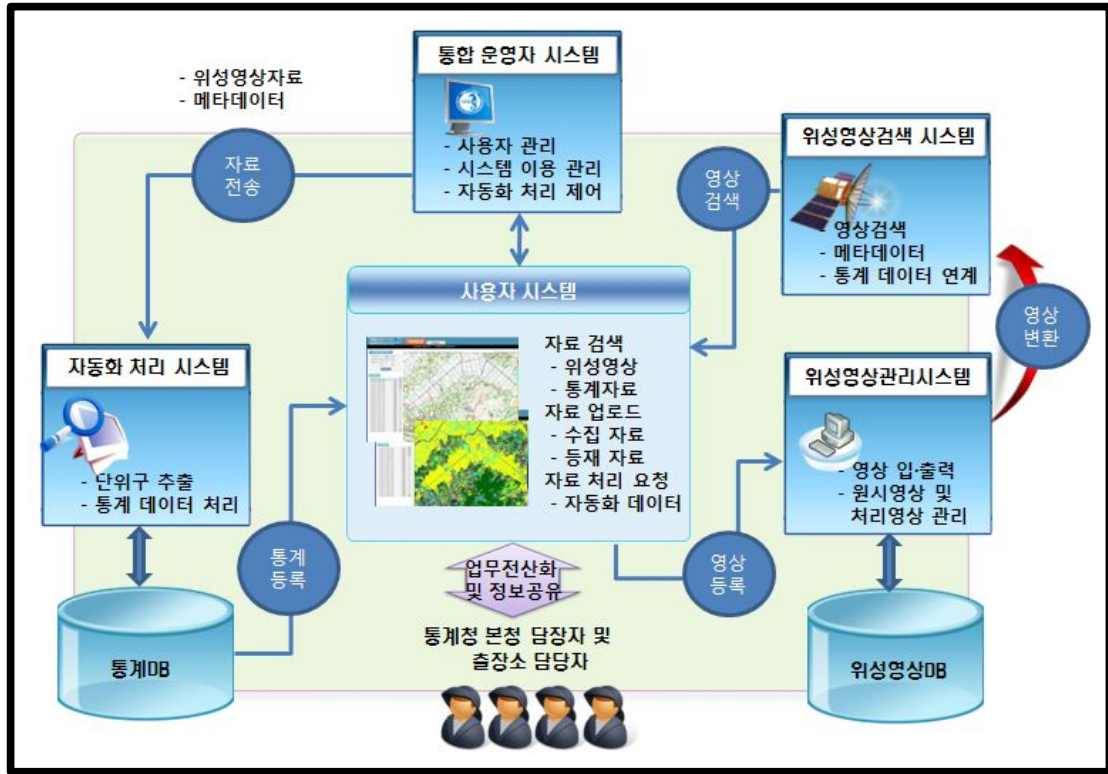 통합 운영자 시스템
- 사용자 관리
- 시스템 이용 관리
- 자동화 처리 제어
- 위성영상자료
- 메타데이터
자료
전송
영상
검색
위성영상검색 시스템
- 영상검색
- 메타데이터
- 통계 데이터 연계
영상
변환
사용자 시스템
자료 검색
- 위성영상
- 통계자료
자료 업로드
- 수집 자료
- 등재 자료
자료 처리 요청
- 자동화 데이터
자동화 처리 시스템
- 단위구 추출
- 통계 데이터 처리
위성영상관리시스템
- 영상 입·출력
- 원시영상 및
처리영상 관리
통계
등록
영상
등록
업무전산화
및 정보공유
통계DB
통계청 본청 담장자 및
출장소 담당자
위성영상DB